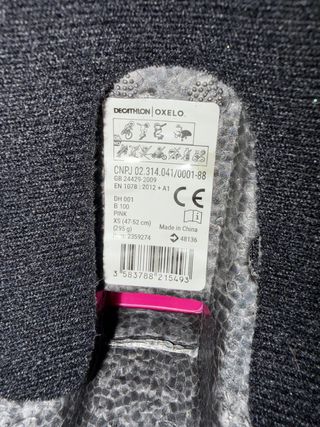 DECATHLON | OXELO.
CNPJ 02.314.041/0001-88
GB 24429-2009
EN 1078 : 2012 + A1
CE
DH 001
B 100
PINK
XS (47-52 cm)
(295 g)
2359274
Made in China
48136
3 583788 215493